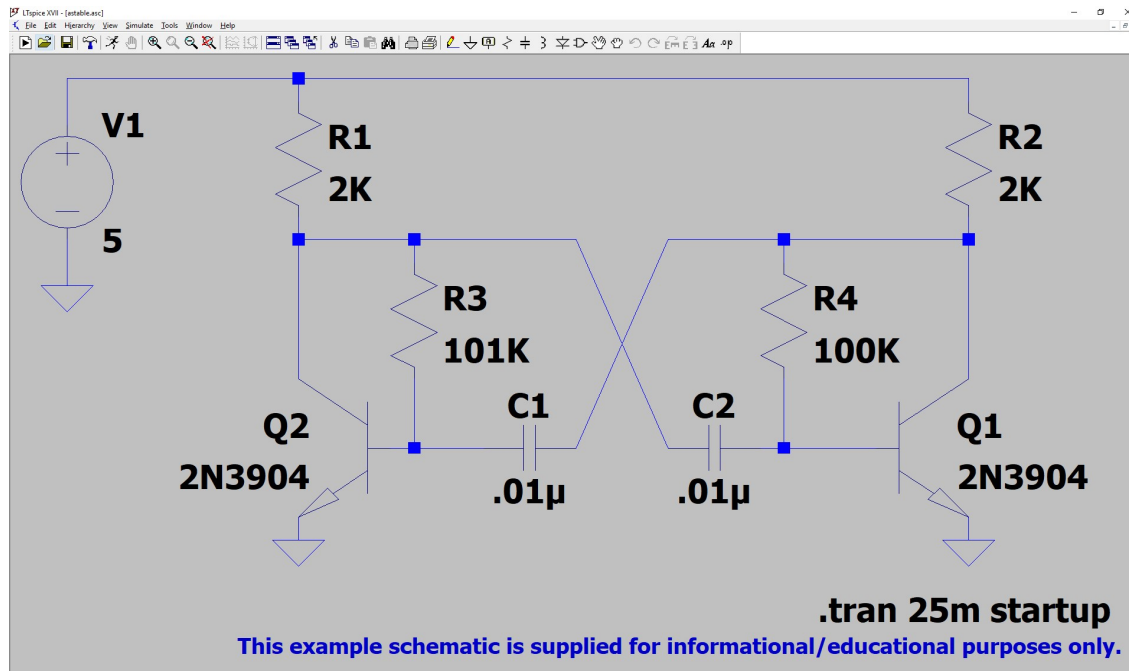 LTspice XVII - [astable.asc]
File Edit Hierarchy View Simulate Tools Window Help
Aa .op
V1
5
R1
2K
R2
2K
R3
101K
R4
100K
C1
.01µ
C2
.01µ
Q2
2N3904
Q1
2N3904
.tran 25m startup
This example schematic is supplied for informational/educational purposes only.